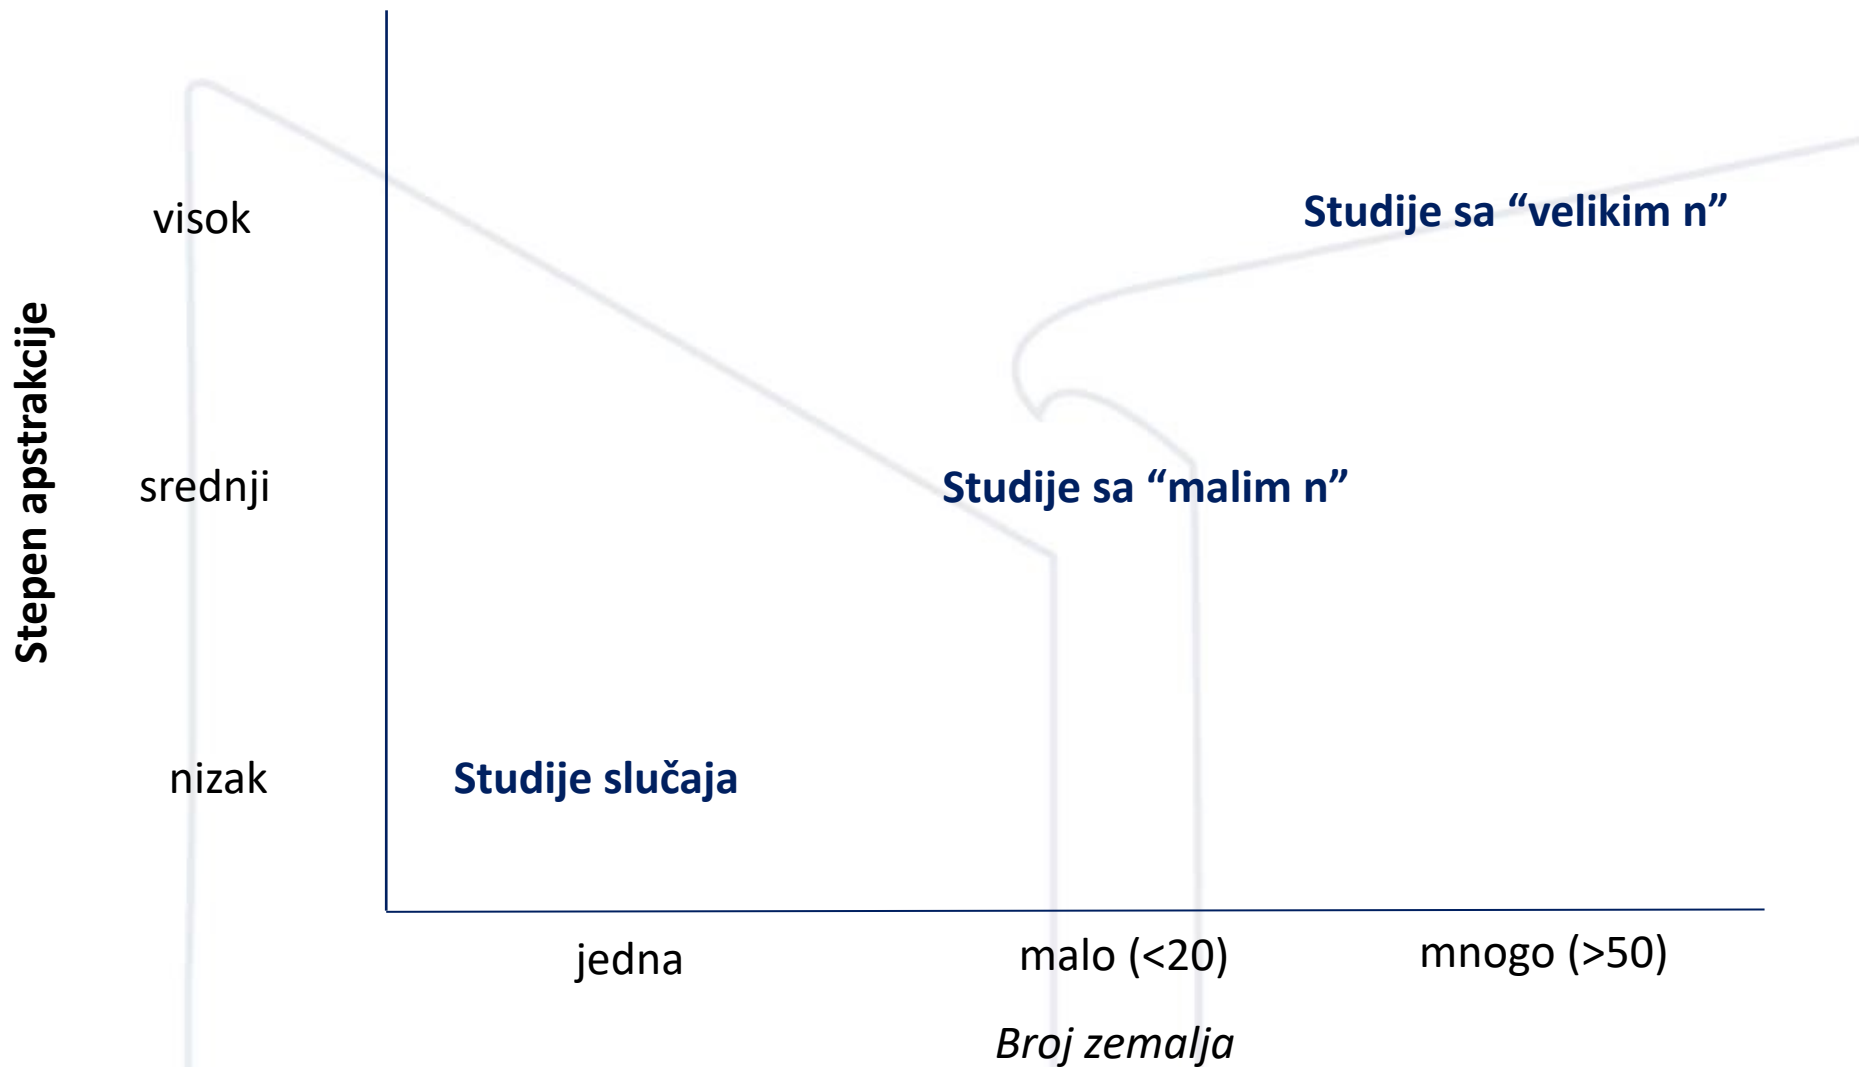 visok
Studije sa “velikim n”
Stepen apstrakcije
srednji
Studije sa “malim n”
nizak
Studije slučaja
jedna
malo (<20)
mnogo (>50)
Broj zemalja